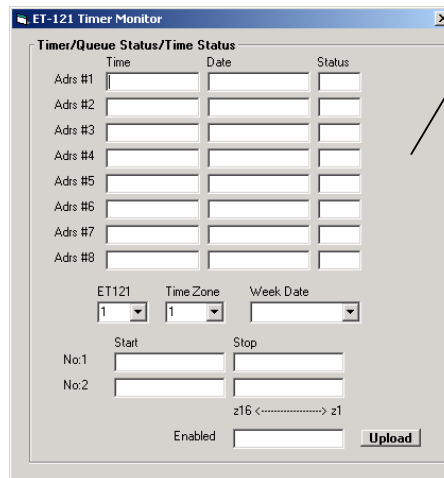 ET-121 Timer Monitor
Timer/Queue Status/Time Status
Time Date Status
Adrs #1
Adrs #2
Adrs #3
Adrs #4
Adrs #5
Adrs #6
Adrs #7
Adrs #8
ET121 Time Zone Week Date
1 1
Start Stop
No:1
No:2
z16 <-------------------> z1
Enabled Upload